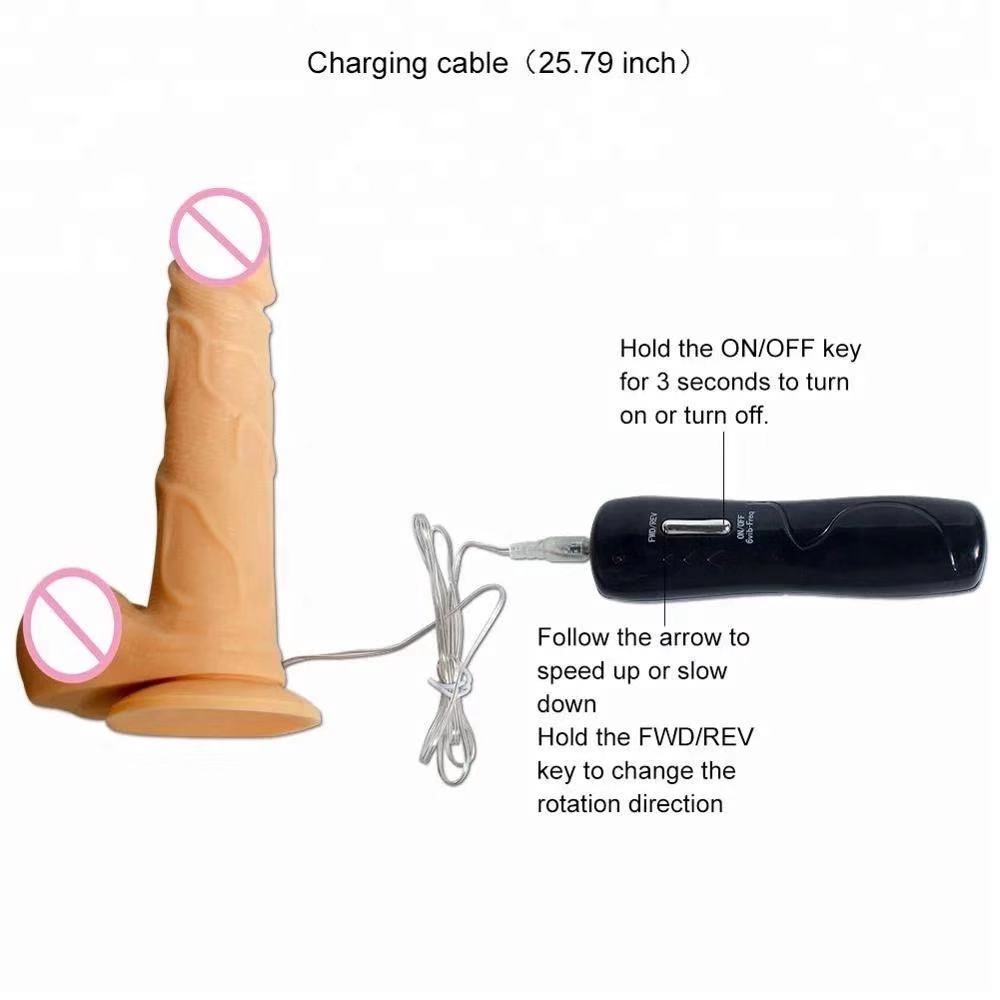 Charging cable（25.79 inch）
Hold the ON/OFF key
for 3 seconds to turn
on or turn off.
FWD/REV
ON/OFF
6vib-Freq
Follow the arrow to
speed up or slow
down
Hold the FWD/REV
key to change the
rotation direction